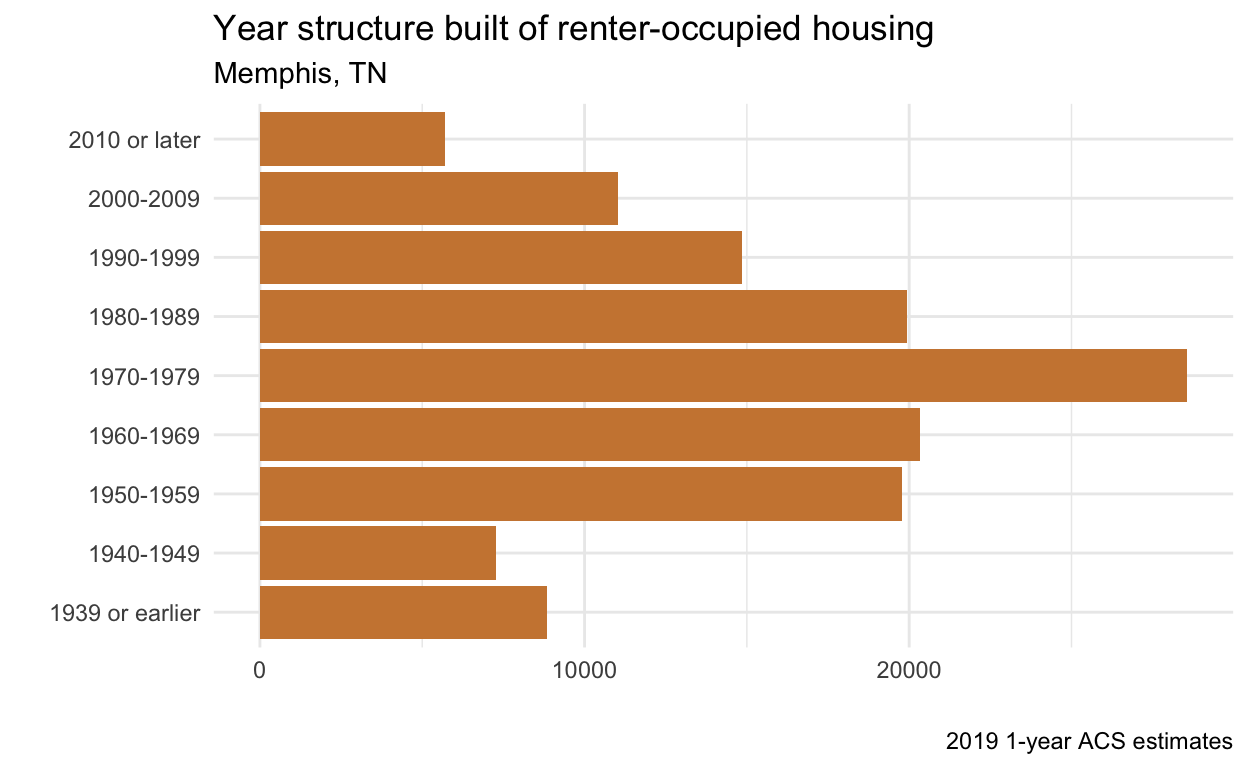 Year structure built of renter-occupied housing
Memphis, TN
2010 or later
2000-2009
1990-1999
1980-1989
1970-1979
1960-1969
1950-1959
1940-1949
1939 or earlier
0 10000 20000
2019 1-year ACS estimates